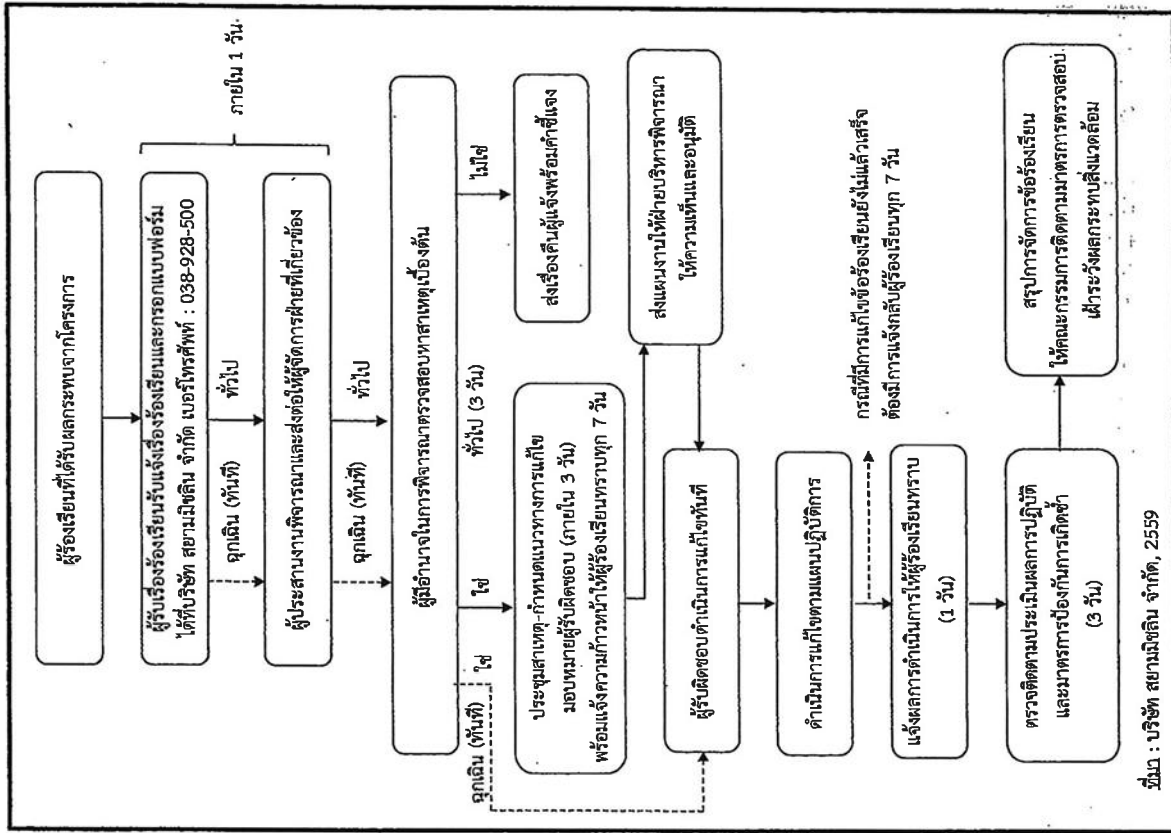 ผู้ร้องเรียนที่ได้รับผลกระทบจากโครงการ
ผู้รับเรื่องร้องเรียนรับแจ้งเรื่องร้องเรียนและกรอกแบบฟอร์ม
ได้ที่บริษัท สยามมิชลิน จำกัด เบอร์โทรศัพท์ : 038-928-500
ภายใน 1 วัน
ฉุกเฉิน (ทันที)
ทั่วไป
ผู้ประสานงานพิจารณาและส่งต่อให้ผู้จัดการฝ่ายที่เกี่ยวข้อง
ฉุกเฉิน (ทันที)
ทั่วไป
ผู้มีอำนาจในการพิจารณาตรวจสอบหาสาเหตุเบื้องต้น
ฉุกเฉิน (ทันที)
ใช่
ใช่
ทั่วไป (3 วัน)
ไม่ใช่
ประชุมสาเหตุ-กำหนดแนวทางการแก้ไข
มอบหมายผู้รับผิดชอบ (ภายใน 3 วัน)
พร้อมแจ้งความก้าวหน้าให้ผู้ร้องเรียนทราบทุก 7 วัน
ส่งเรื่องคืนผู้แจ้งพร้อมคำชี้แจง
ส่งแผนงานให้ฝ่ายบริหารพิจารณา
ให้ความเห็นและอนุมัติ
ผู้รับผิดชอบดำเนินการแก้ไขทันที
ดำเนินการแก้ไขตามแผนปฏิบัติการ
กรณีที่มีการแก้ไขข้อร้องเรียนยังไม่แล้วเสร็จ
ต้องมีการแจ้งกลับผู้ร้องเรียนทุก 7 วัน
แจ้งผลการดำเนินการให้ผู้ร้องเรียนทราบ
(1 วัน)
ตรวจติดตามประเมินผลการปฏิบัติ
และมาตรการป้องกันการเกิดซ้ำ
(3 วัน)
สรุปการจัดการข้อร้องเรียน
ให้คณะกรรมการติดตามมาตรการตรวจสอบ
เฝ้าระวังผลกระทบสิ่งแวดล้อม
ที่มา : บริษัท สยามมิชลิน จำกัด, 2559